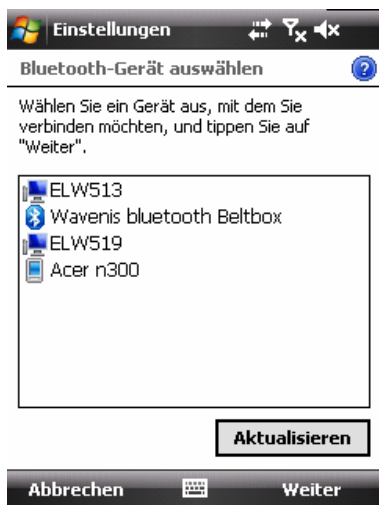 Einstellungen
Bluetooth-Gerät auswählen
Wählen Sie ein Gerät aus, mit dem Sie
verbinden möchten, und tippen Sie auf
"Weiter".
ELW513
Wavenis bluetooth Beltbox
ELW519
Acer n300
Aktualisieren
Abbrechen Weiter